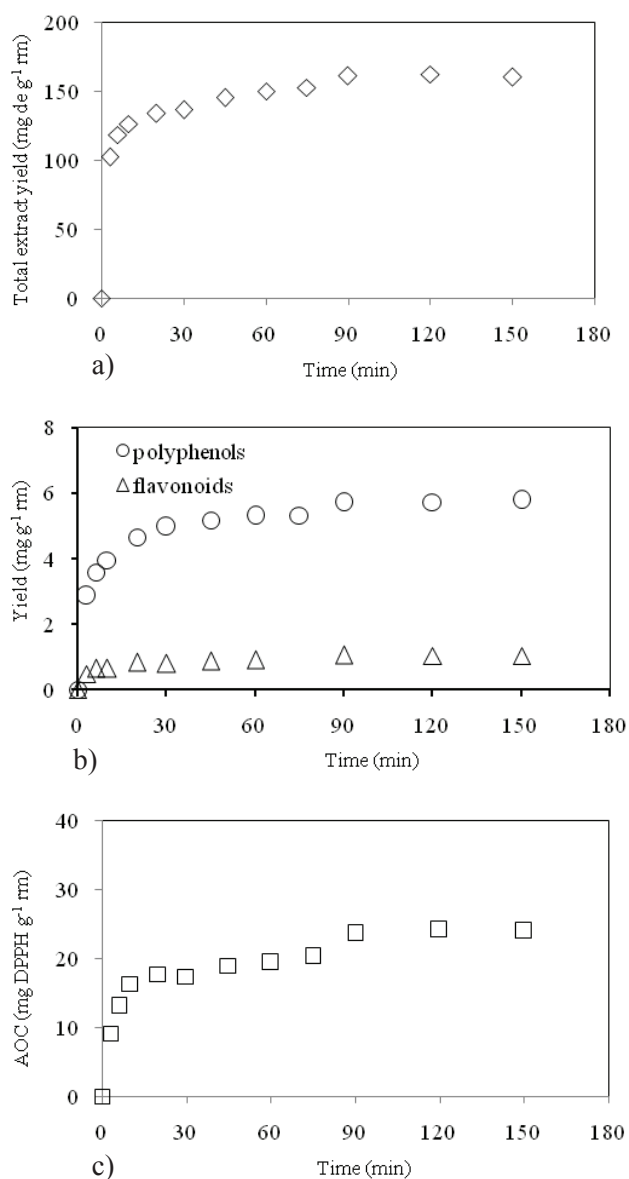 Total extract yield (mg de g-1 rm)
200
150
100
50
0
0 30 60 90 120 150 180
a)
Time (min)
Yield (mg g-1 rm)
8
6
4
2
0
polyphenols
flavonoids
0 30 60 90 120 150 180
b)
Time (min)
AOC (mg DPPH g-1 rm)
40
30
20
10
0
0 30 60 90 120 150 180
c)
Time (min)